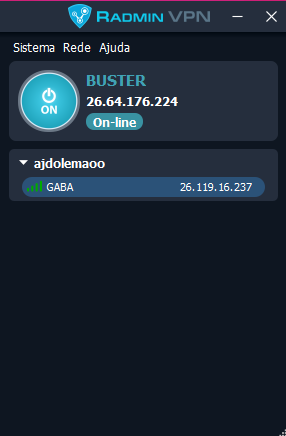 RADMIN VPN
Sistema Rede Ajuda
BUSTER
ON
26.64.176.224
On-line
ajdolemaoo
GABA 26.119.16.237